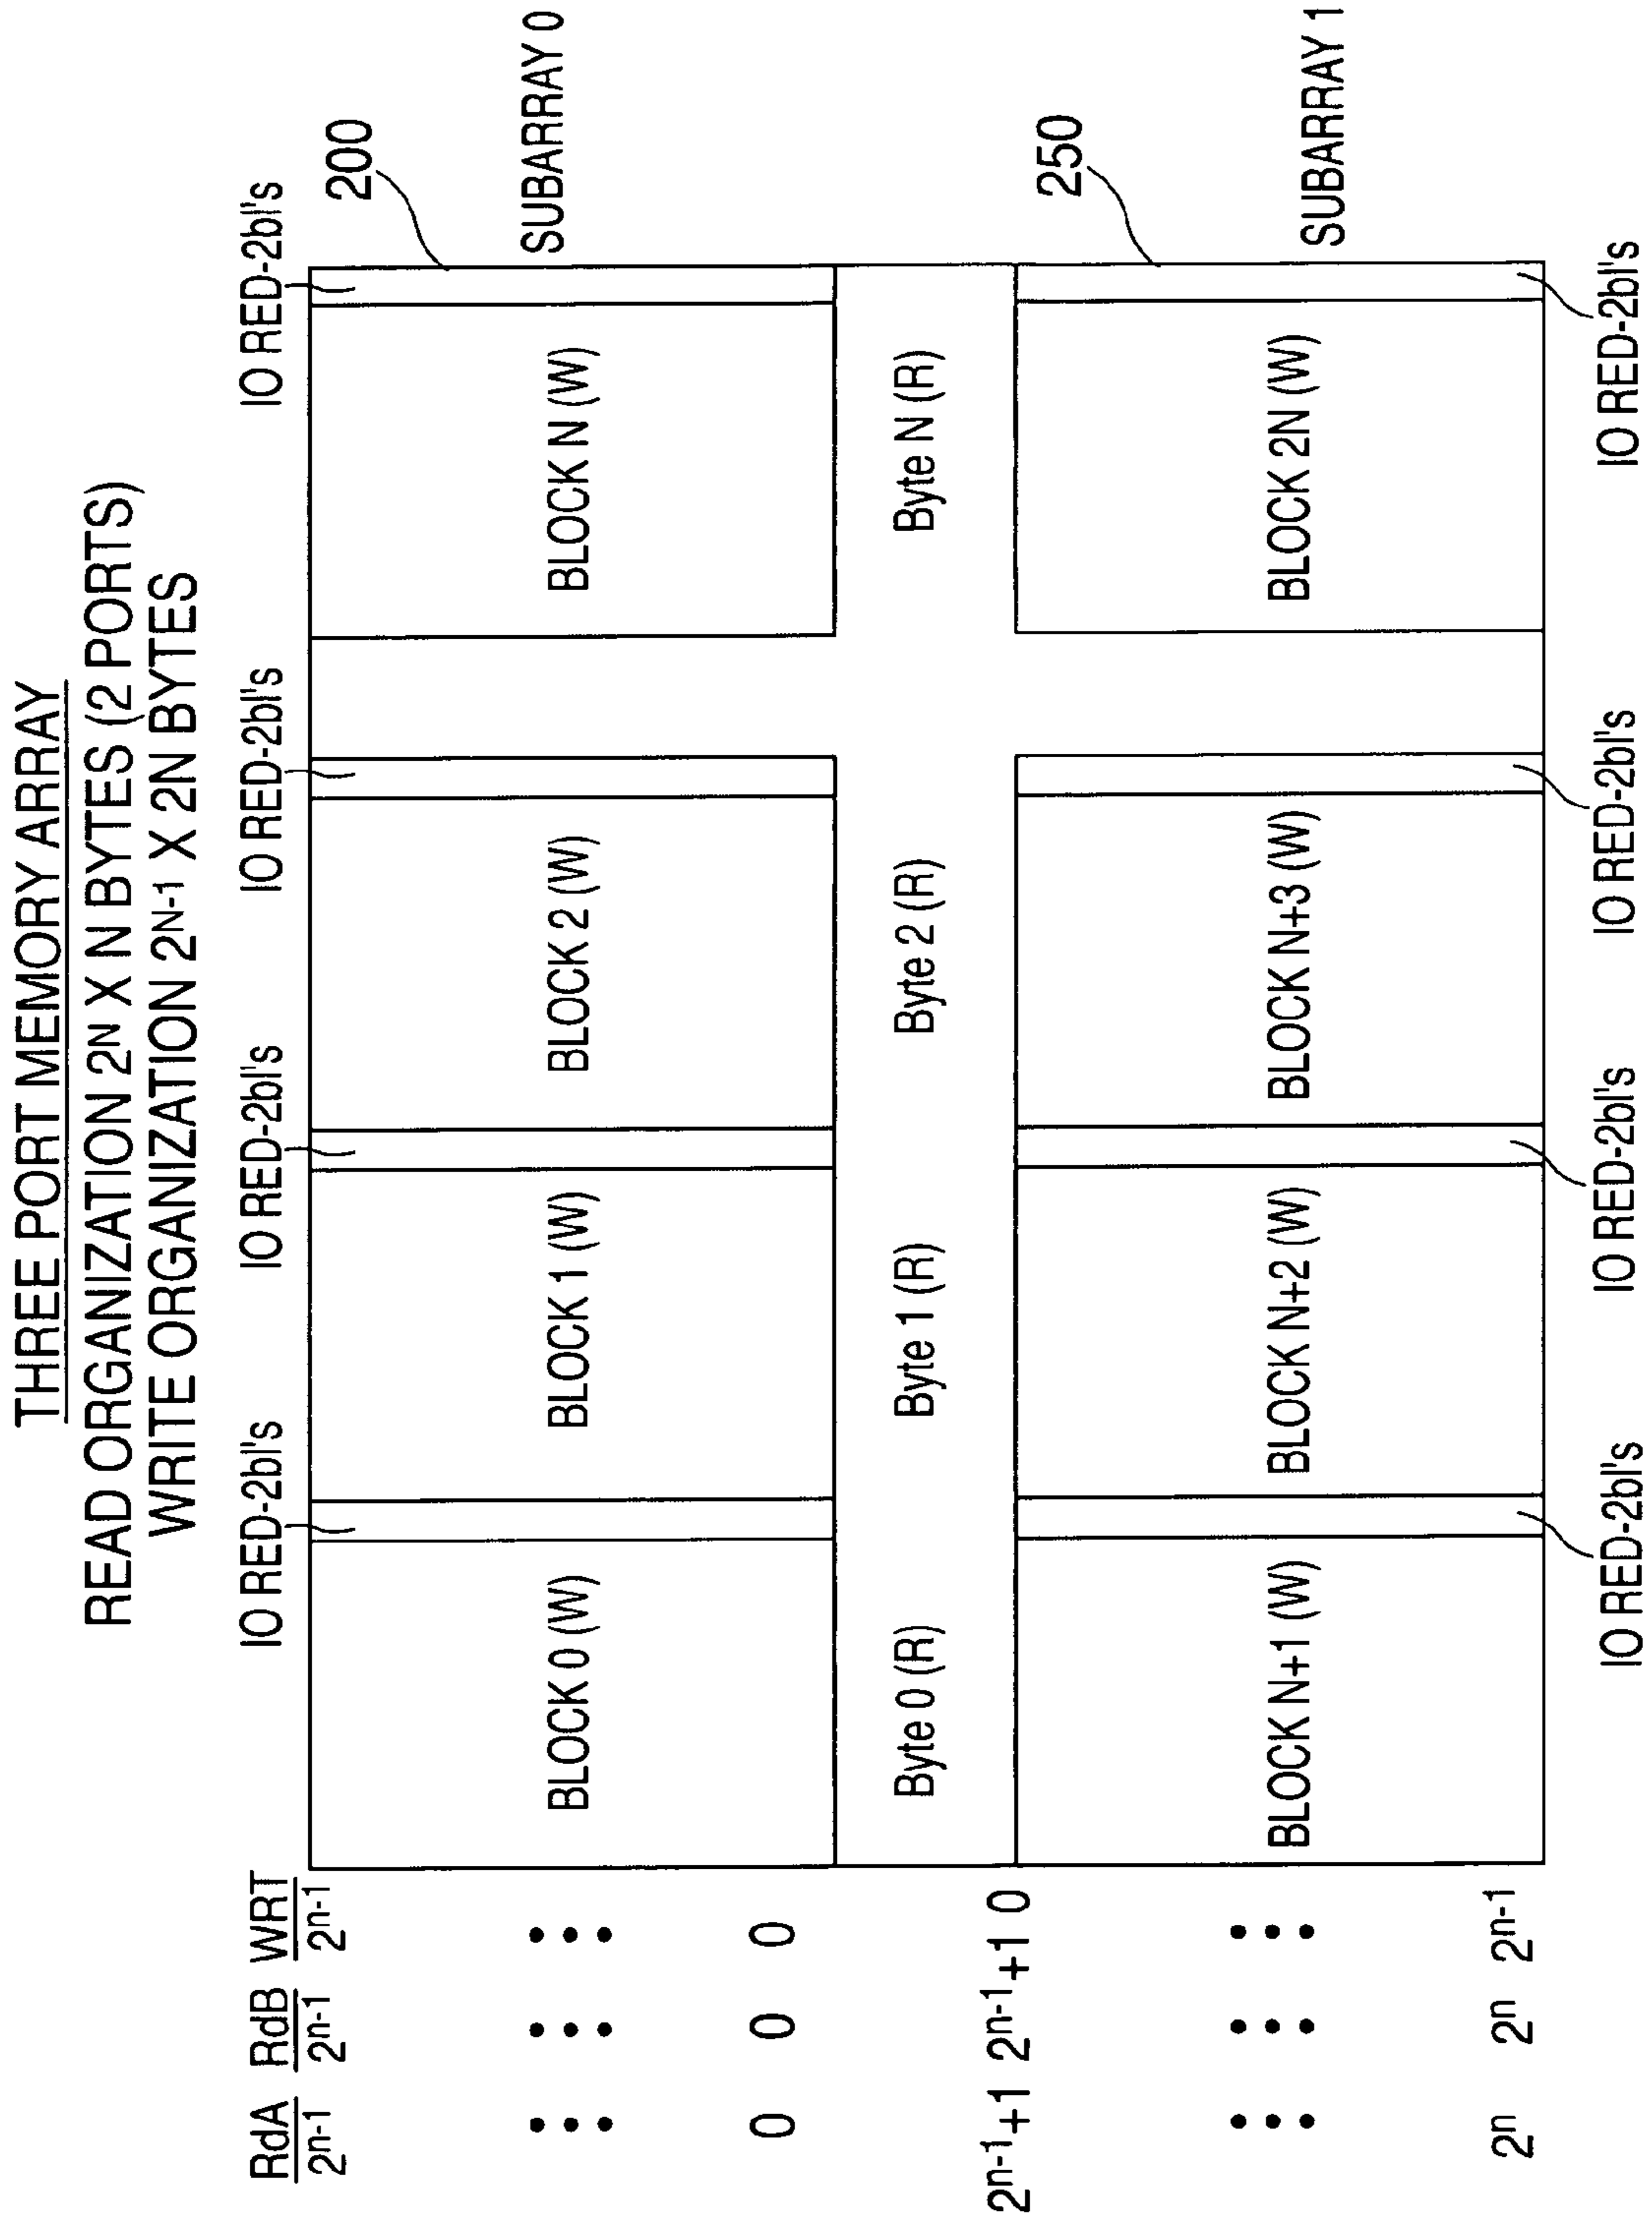 THREE PORT MEMORY ARRAY
READ ORGANIZATION 2ᴺ X N BYTES (2 PORTS)
WRITE ORGANIZATION 2ᴺ⁻¹ X 2N BYTES
IO RED-2bl's IO RED-2bl's IO RED-2bl's IO RED-2bl's
RdA RdB WRT
2ⁿ⁻¹ 2ⁿ⁻¹ 2ⁿ⁻¹
200
BLOCK 0 (W) BLOCK 1 (W) BLOCK 2 (W) BLOCK N (W) SUBARRAY 0
0 0 0
Byte 0 (R) Byte 1 (R) Byte 2 (R) Byte N (R)
2ⁿ⁻¹+1 2ⁿ⁻¹+1 0
250
BLOCK N+1 (W) BLOCK N+2 (W) BLOCK N+3 (W) BLOCK 2N (W) SUBARRAY 1
2ⁿ 2ⁿ 2ⁿ⁻¹
IO RED-2bl's IO RED-2bl's IO RED-2bl's IO RED-2bl's